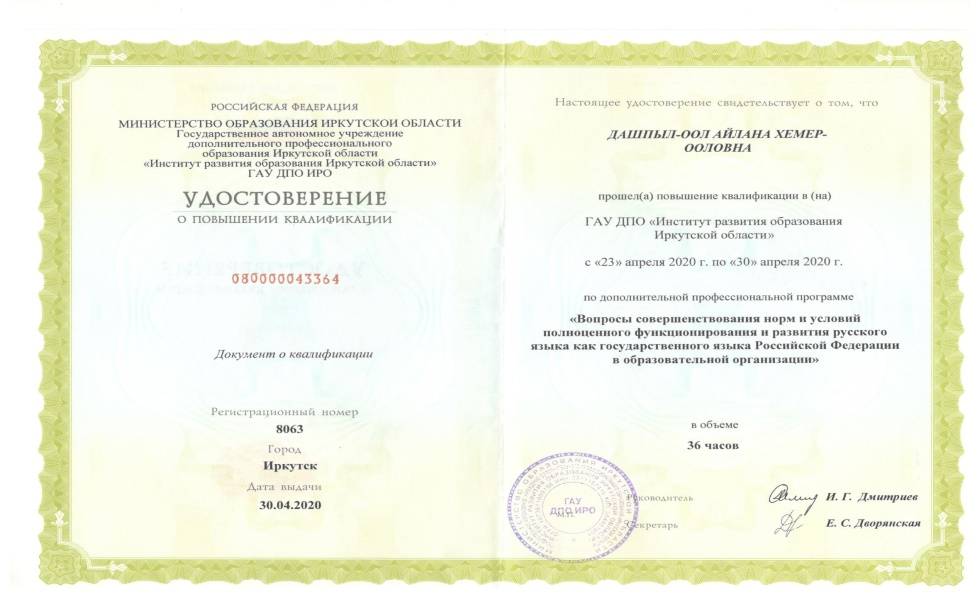 РОССИЙСКАЯ ФЕДЕРАЦИЯ
МИНИСТЕРСТВО ОБРАЗОВАНИЯ ИРКУТСКОЙ ОБЛАСТИ
Государственное автономное учреждение
дополнительного профессионального
образования Иркутской области
«Институт развития образования Иркутской области»
ГАУ ДПО ИРО
УДОСТОВЕРЕНИЕ
О ПОВЫШЕНИИ КВАЛИФИКАЦИИ
080000043364
Документ о квалификации
Регистрационный номер
8063
Город
Иркутск
Дата выдачи
30.04.2020
Настоящее удостоверение свидетельствует о том, что
ДАШПЫЛ-ООЛ АЙЛАНА ХЕМЕР-
ООЛОВНА
прошел(а) повышение квалификации в (на)
ГАУ ДПО «Институт развития образования
Иркутской области»
с «23» апреля 2020 г. по «30» апреля 2020 г.
по дополнительной профессиональной программе
«Вопросы совершенствования норм и условий
полноценного функционирования и развития русского
языка как государственного языка Российской Федерации
в образовательной организации»
в объеме
36 часов
Руководитель
И. Г. Дмитриев
М.П.
Секретарь
Е. С. Дворянская
ГАУ
ДПО ИРО